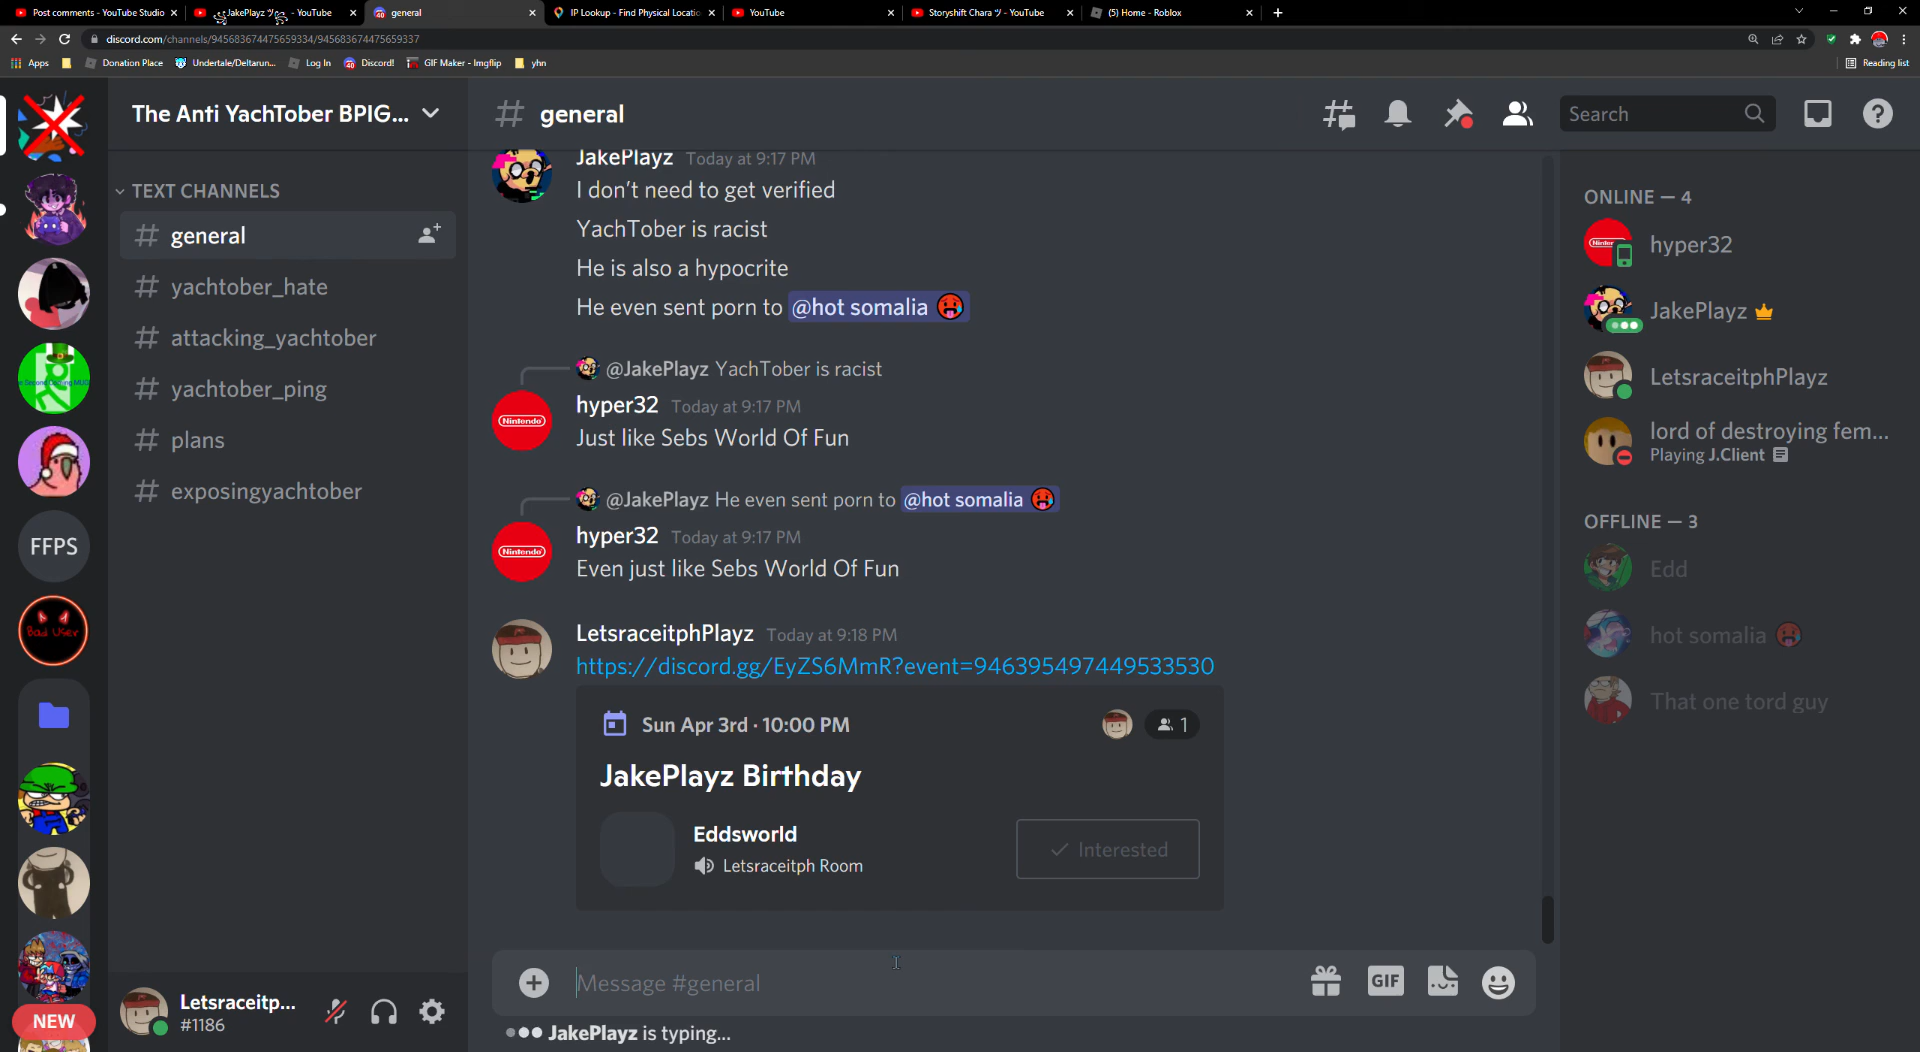 Post comments - YouTube Studio
JakePlayz ツ - YouTube
general
IP Lookup - Find Physical Locatio
YouTube
Storyshift Chara ツ - YouTube
(5) Home - Roblox
discord.com/channels/945683674475659334/945683674475659337
Apps
Donation Place
Undertale/Deltarun...
Log In
Discord!
GIF Maker - Imgflip
yhn
Reading list
The Anti YachTober BPIG...
general
Search
TEXT CHANNELS
general
yachtober_hate
attacking_yachtober
yachtober_ping
plans
exposingyachtober
FFPS
Bad User
NEW
JakePlayz Today at 9:17 PM
I don't need to get verified
YachTober is racist
He is also a hypocrite
He even sent porn to @hot somalia 🥵
@JakePlayz YachTober is racist
Nintendo
hyper32 Today at 9:17 PM
Just like Sebs World Of Fun
@JakePlayz He even sent porn to @hot somalia 🥵
Nintendo
hyper32 Today at 9:17 PM
Even just like Sebs World Of Fun
LetsraceitphPlayz Today at 9:18 PM
https://discord.gg/EyZS6MmR?event=946395497449533530
Sun Apr 3rd · 10:00 PM
1
JakePlayz Birthday
Eddsworld
Letsraceitph Room
Interested
Message #general
GIF
JakePlayz is typing...
Letsraceitp...
#1186
ONLINE — 4
hyper32
JakePlayz
LetsraceitphPlayz
lord of destroying fem...
Playing J.Client
OFFLINE — 3
Edd
hot somalia 🥵
That one tord guy